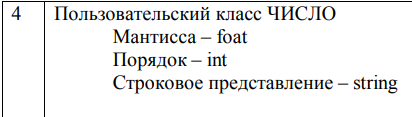 4 Пользовательский класс ЧИСЛО
Мантисса – foat
Порядок – int
Строковое представление – string